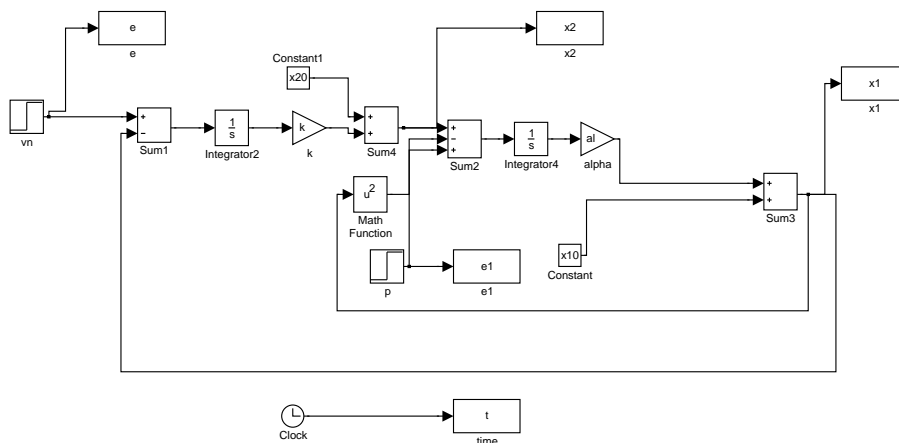 e
e
x2
x2
Constant1
x20
x1
x1
vn
+
−
Sum1
1
s
Integrator2
k
k
+
+
Sum4
+
−
+
Sum2
1
s
Integrator4
al
alpha
+
+
Sum3
u2
Math
Function
p
e1
e1
x10
Constant
Clock
t
time